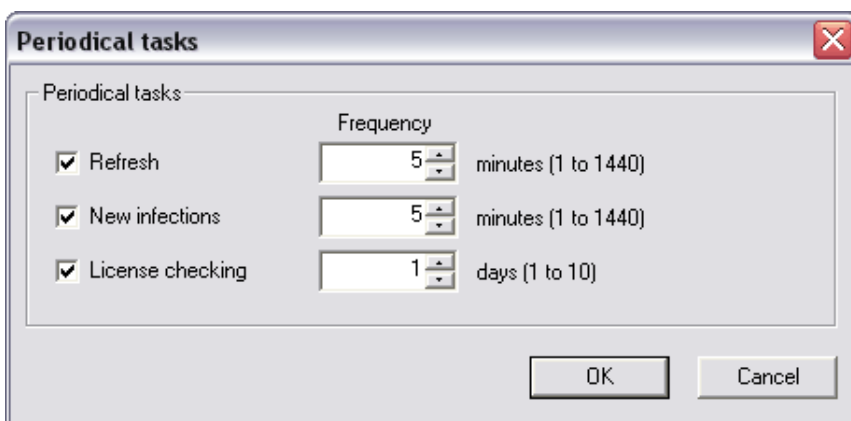 Periodical tasks
Periodical tasks
Frequency
Refresh 5 minutes (1 to 1440)
New infections 5 minutes (1 to 1440)
License checking 1 days (1 to 10)
OK Cancel